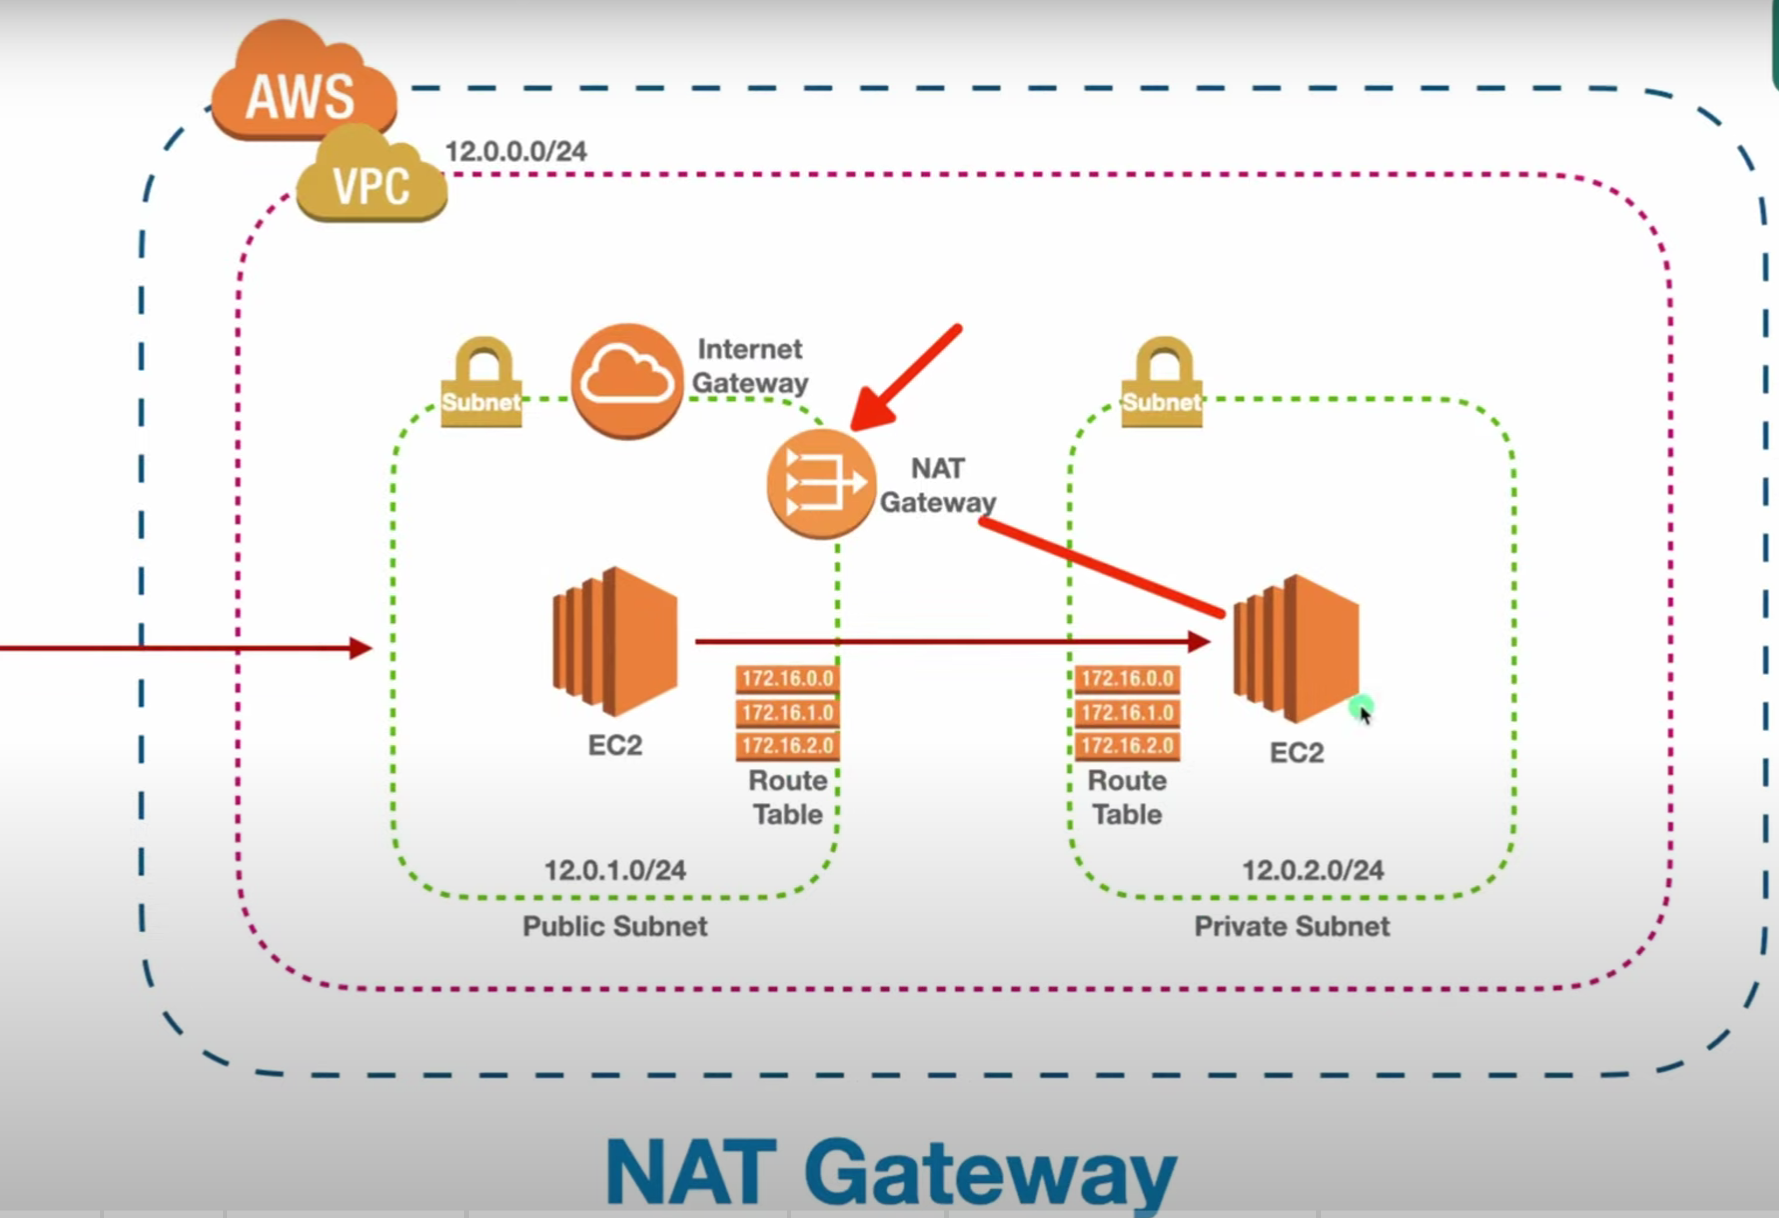 AWS
VPC
12.0.0.0/24
Subnet
Internet
Gateway
Subnet
NAT
Gateway
EC2
172.16.0.0
172.16.1.0
172.16.2.0
Route
Table
172.16.0.0
172.16.1.0
172.16.2.0
Route
Table
EC2
12.0.1.0/24
Public Subnet
12.0.2.0/24
Private Subnet
NAT Gateway